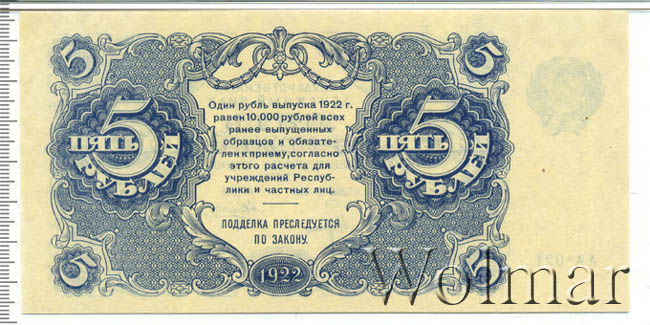 5
5
Один рубль выпуска 1922 г.
равен 10.000 рублей всех
ранее выпущенных
образцов и обязате-
лен к приему, согласно
этого расчета для
учреждений Респуб-
лики и частных лиц.
5
ПЯТЬ
РУБЛЕЙ
5
ПЯТЬ
РУБЛЕЙ
ПОДДЕЛКА ПРЕСЛЕДУЕТСЯ
ПО ЗАКОНУ.
5
1922
5
Wolmar